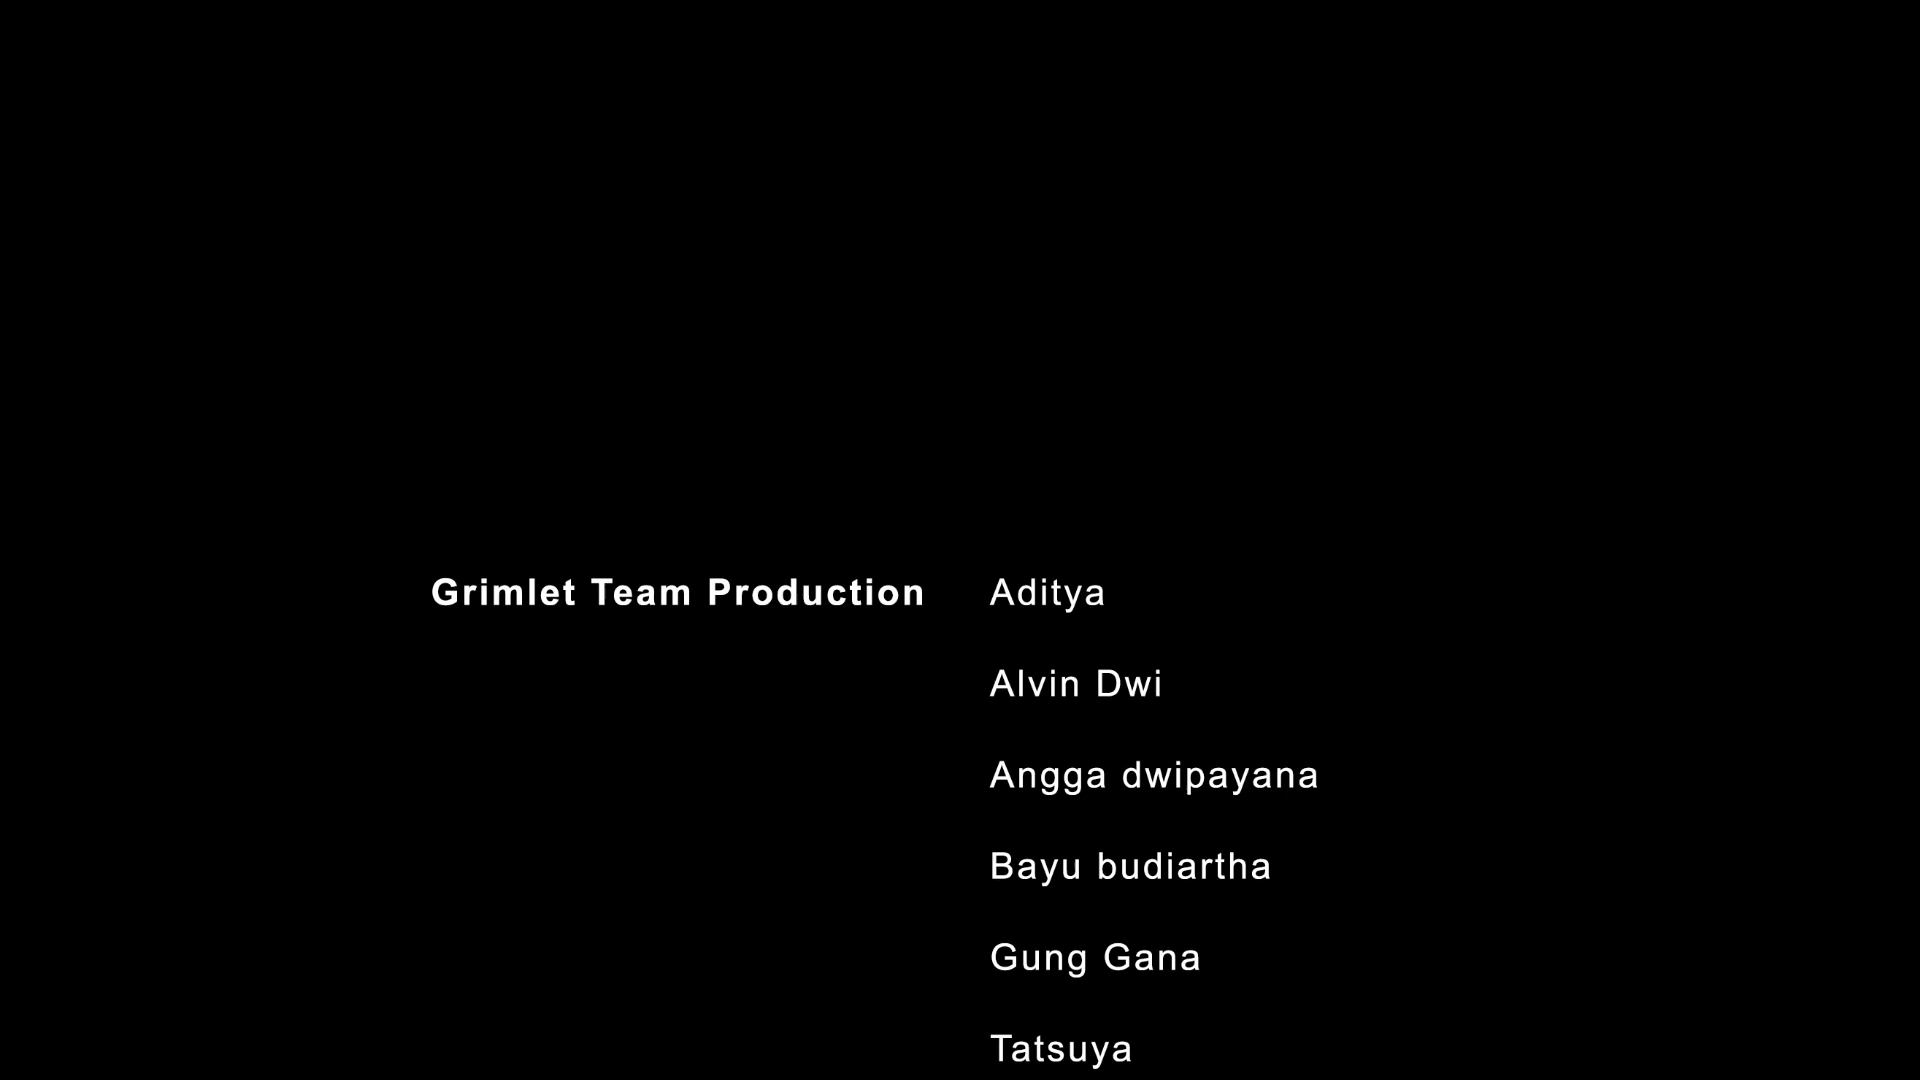 Grimlet Team Production Aditya
Alvin Dwi
Angga dwipayana
Bayu budiartha
Gung Gana
Tatsuya